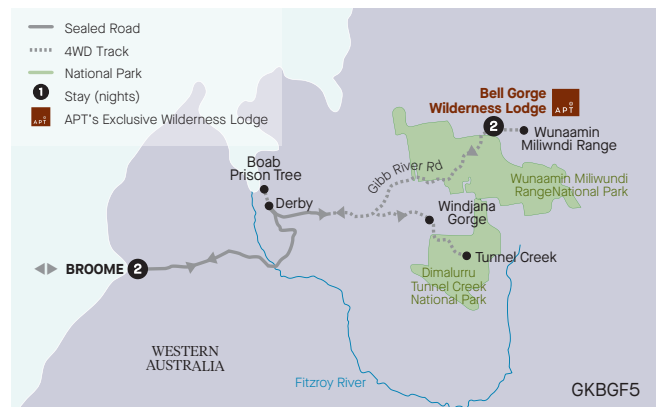 Sealed Road
4WD Track
National Park
1 Stay (nights)
APT APT's Exclusive Wilderness Lodge
Bell Gorge
Wilderness Lodge
APT
2
Wunaamin
Miliwndi Range
Boab
Prison Tree
Gibb River Rd
Wunaamin Miliwundi
RangeNational Park
Derby
Windjana
Gorge
Tunnel Creek
BROOME 2
Dimalurru
Tunnel Creek
National Park
WESTERN
AUSTRALIA
Fitzroy River
GKBGF5